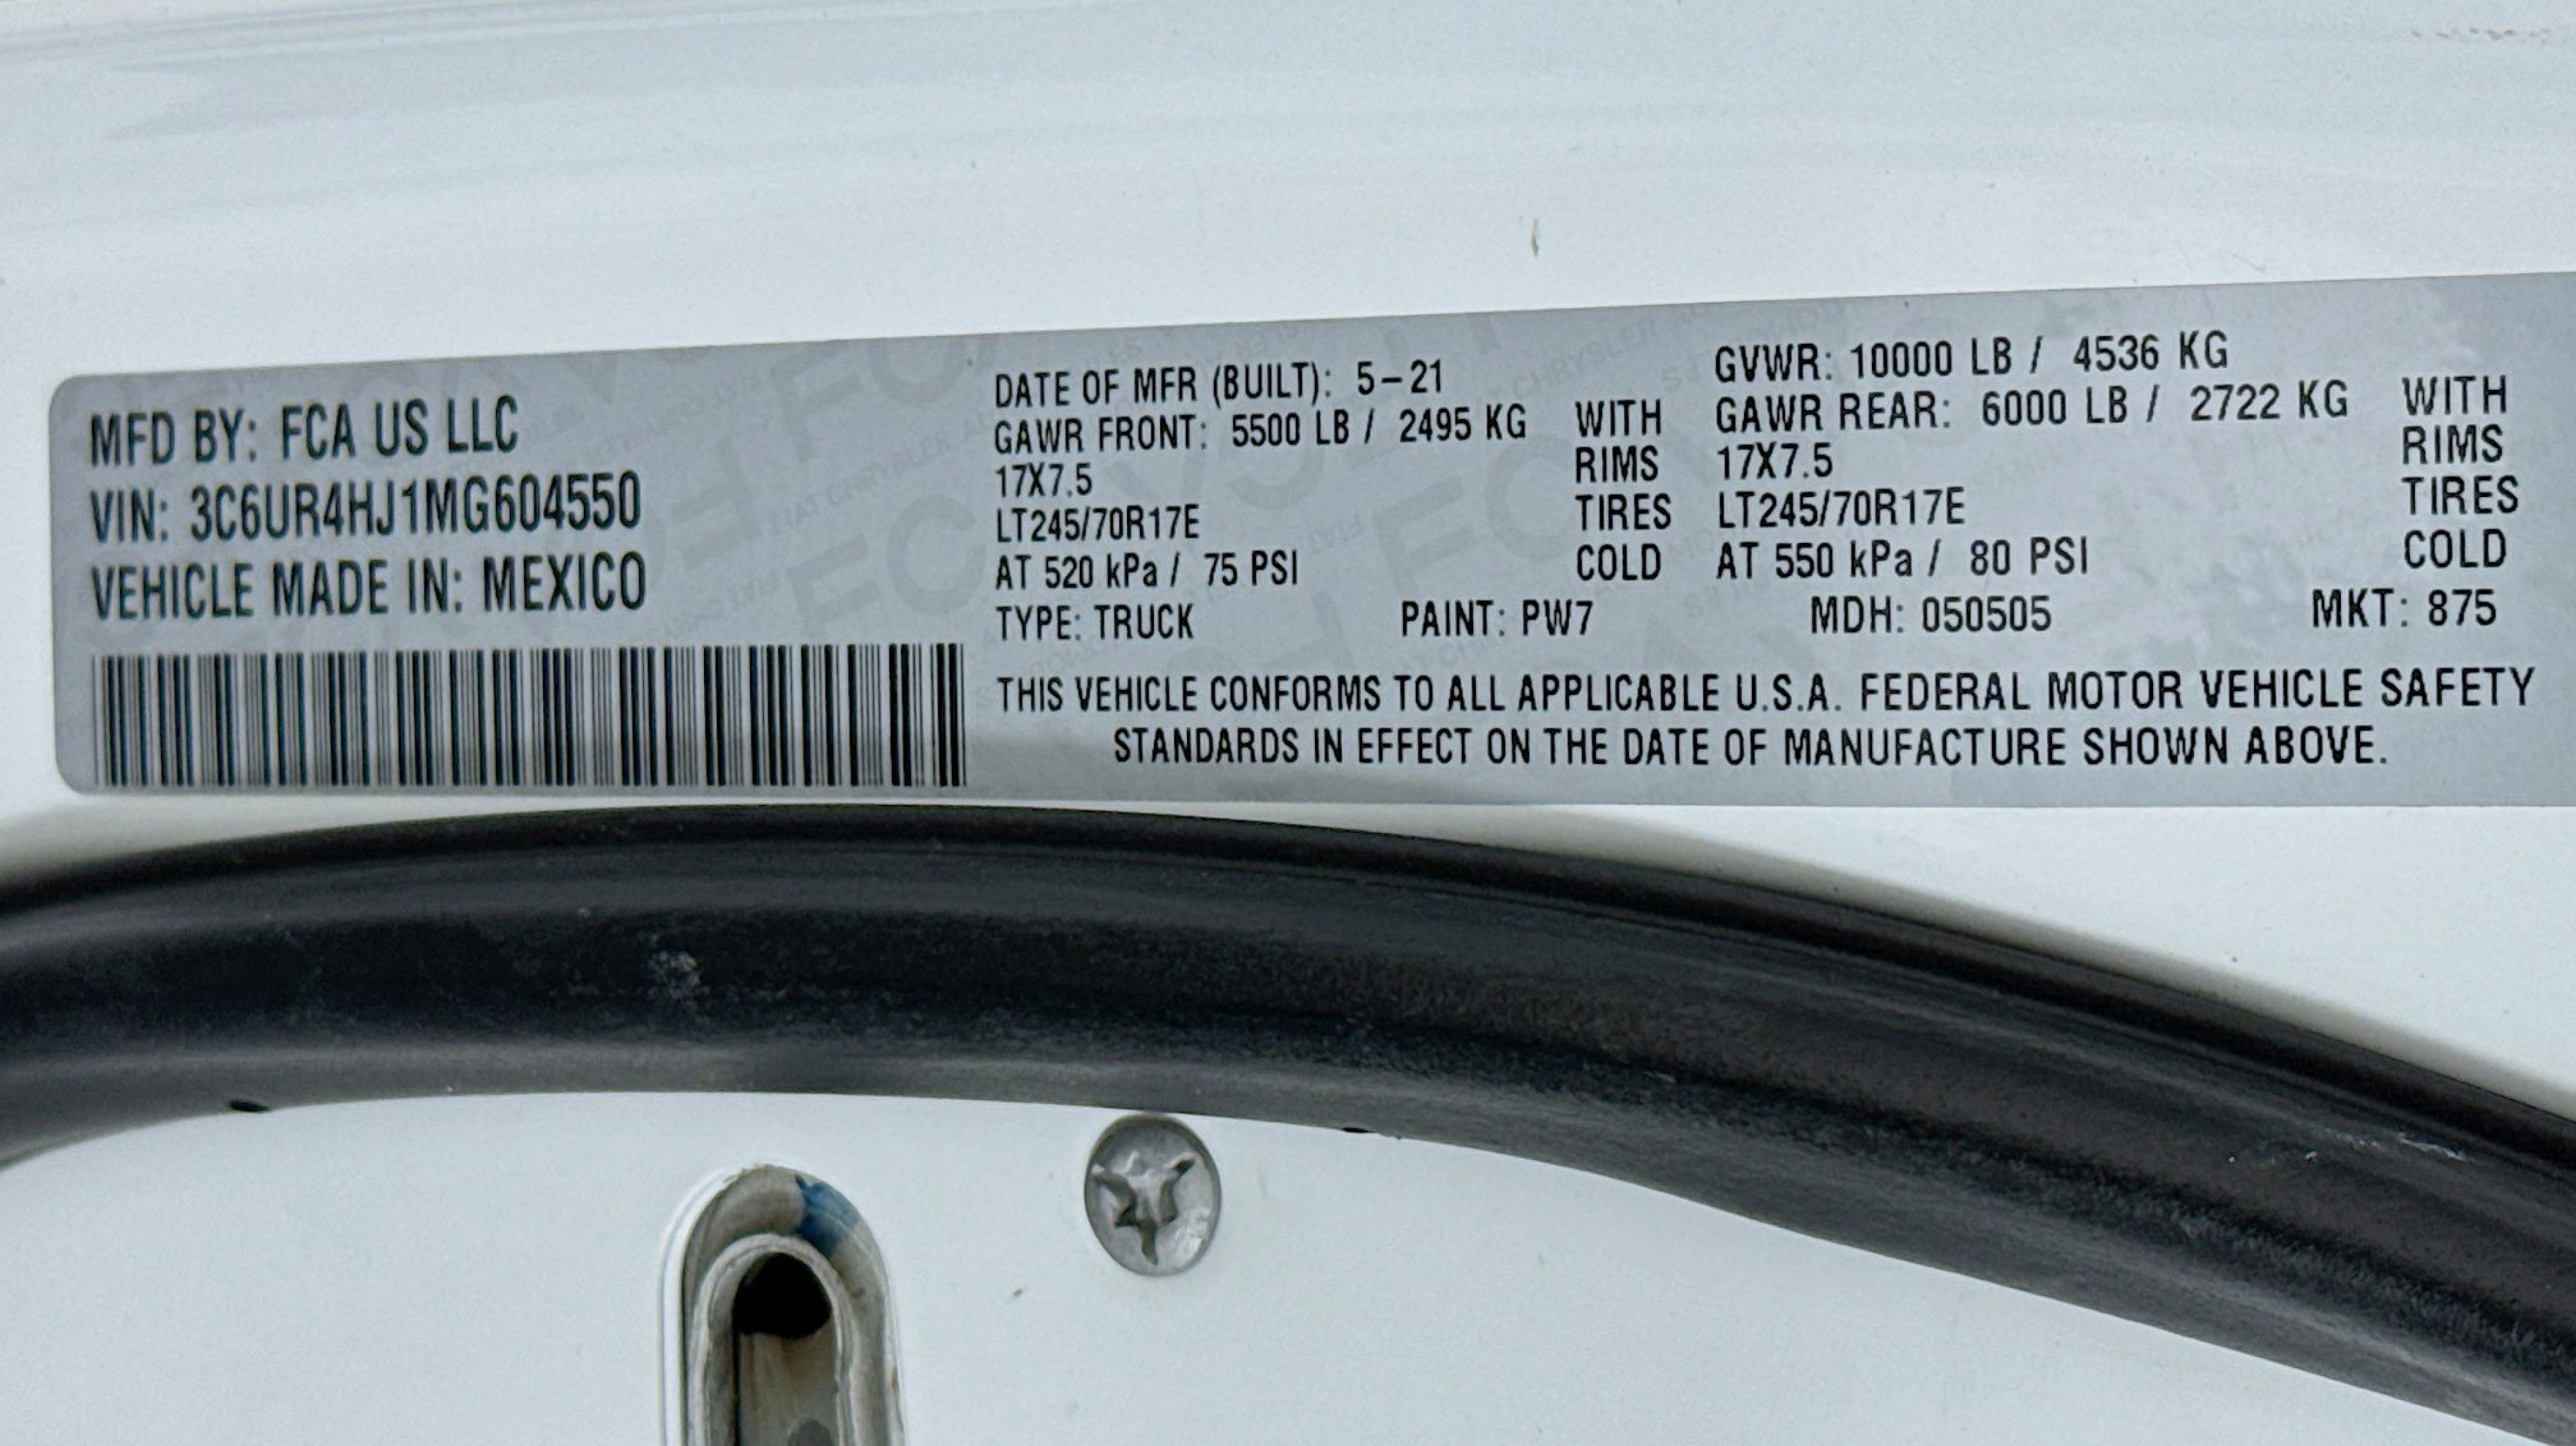 MFD BY: FCA US LLC
VIN: 3C6UR4HJ1MG604550
VEHICLE MADE IN: MEXICO
DATE OF MFR (BUILT): 5-21
GAWR FRONT: 5500 LB / 2495 KG WITH
17X7.5 RIMS
LT245/70R17E TIRES
AT 520 kPa / 75 PSI COLD
GVWR: 10000 LB / 4536 KG
GAWR REAR: 6000 LB / 2722 KG WITH
17X7.5 RIMS
LT245/70R17E TIRES
AT 550 kPa / 80 PSI COLD
TYPE: TRUCK PAINT: PW7 MDH: 050505 MKT: 875
THIS VEHICLE CONFORMS TO ALL APPLICABLE U.S.A. FEDERAL MOTOR VEHICLE SAFETY
STANDARDS IN EFFECT ON THE DATE OF MANUFACTURE SHOWN ABOVE.